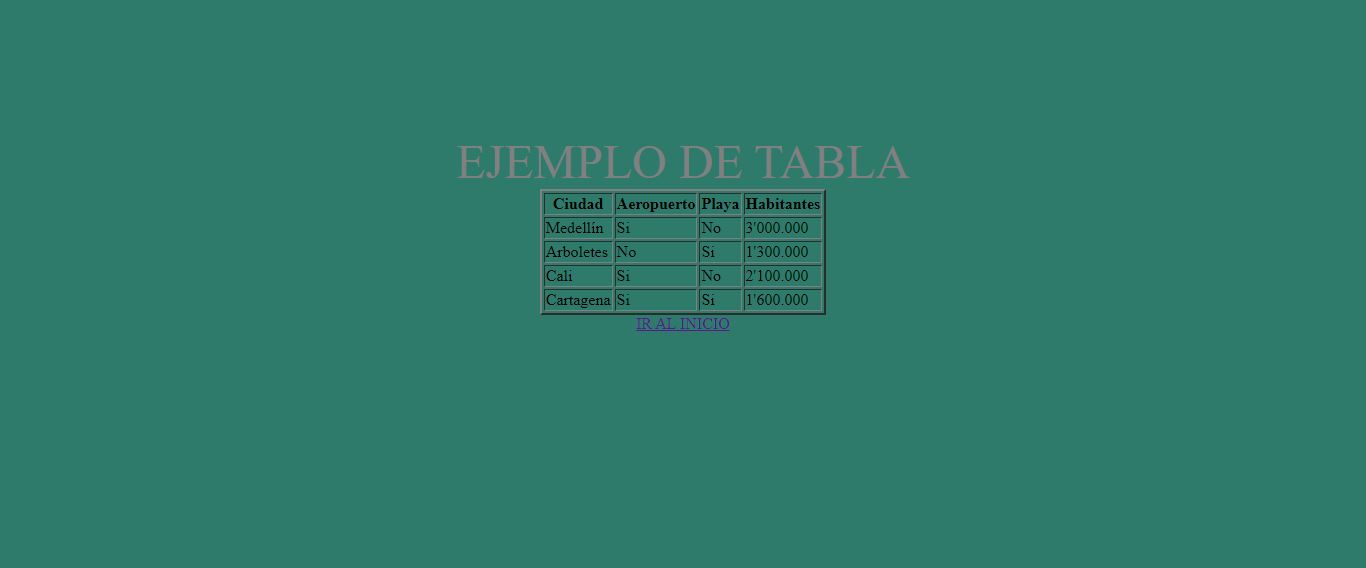 EJEMPLO DE TABLA
Ciudad Aeropuerto Playa Habitantes
Medellín Si No 3'000.000
Arboletes No Si 1'300.000
Cali Si No 2'100.000
Cartagena Si Si 1'600.000
IR AL INICIO